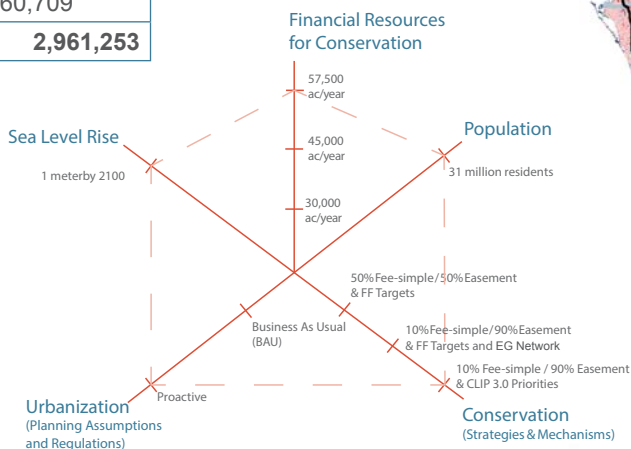 60,709
2,961,253
Financial Resources
for Conservation
57,500
ac/year
Sea Level Rise
Population
45,000
ac/year
1 meterby 2100
31 million residents
30,000
ac/year
50%Fee-simple/50%Easement
& FF Targets
Business As Usual
(BAU)
10%Fee-simple/90%Easement
& FF Targets and EG Network
10% Fee-simple / 90% Easement
& CLIP 3.0 Priorities
Proactive
Urbanization
(Planning Assumptions
and Regulations)
Conservation
(Strategies & Mechanisms)